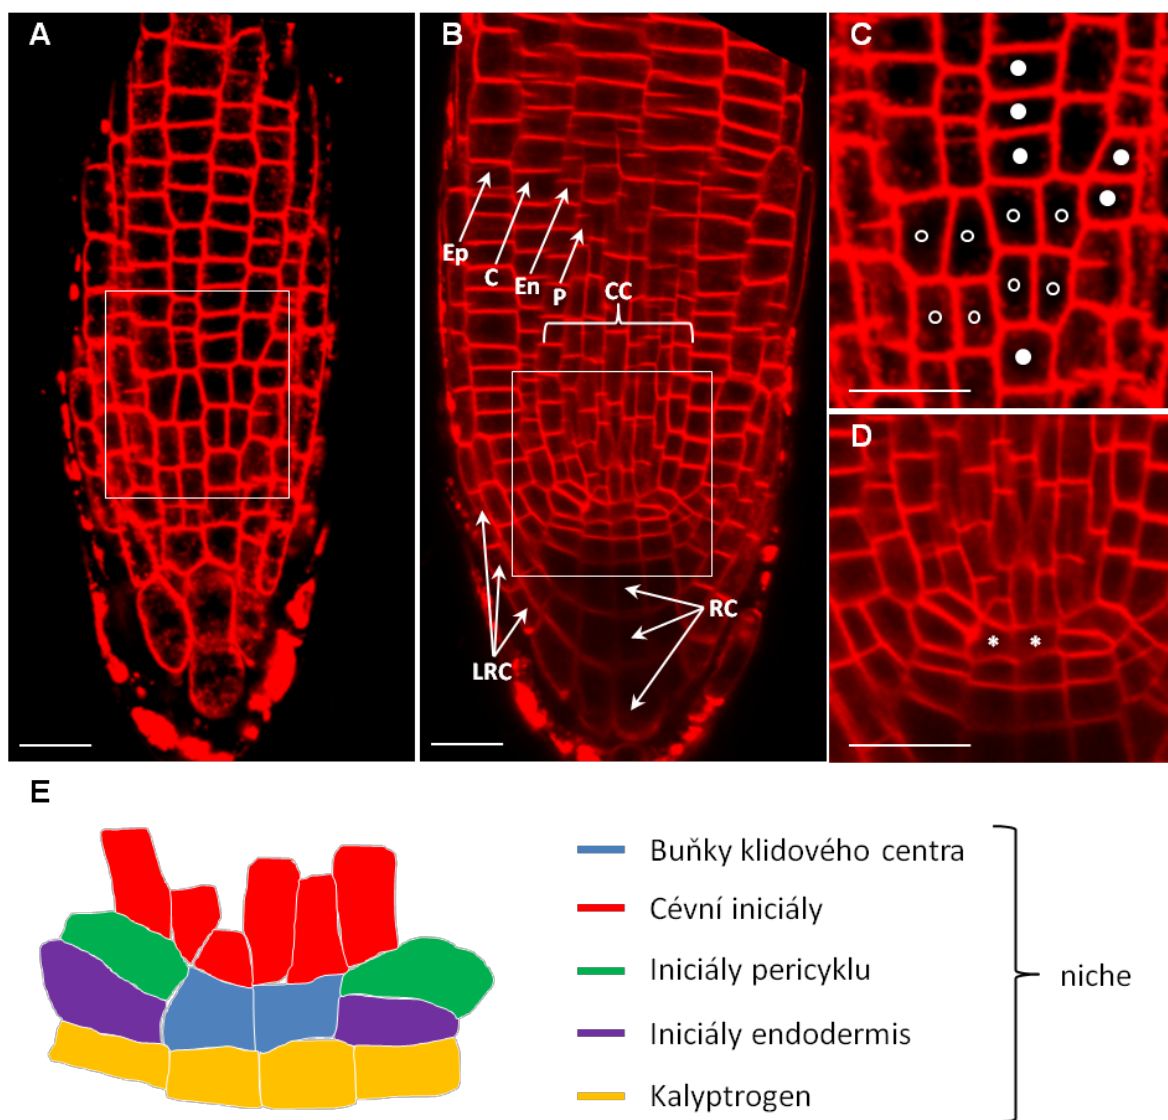 A
B
C
D
Ep
C
En
P
CC
LRC
RC
*
*
E
Buňky klidového centra
Cévní iniciály
Iniciály pericyklu
Iniciály endodermis
Kalyptrogen
niche